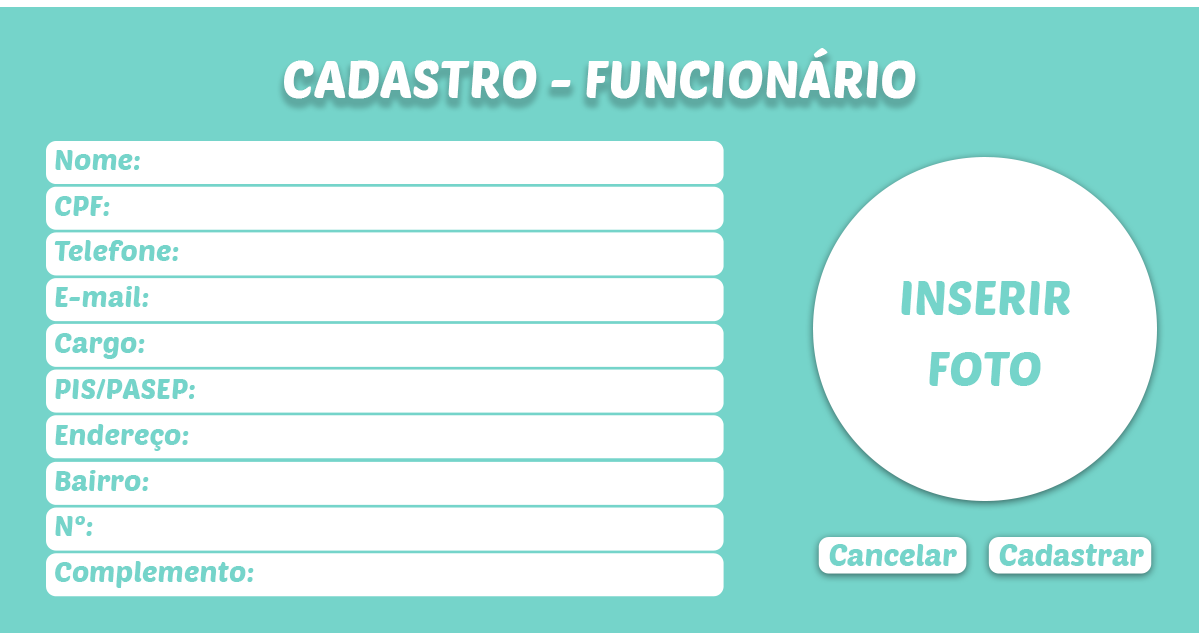 CADASTRO - FUNCIONÁRIO
Nome:
CPF:
Telefone:
E-mail:
Cargo:
PIS/PASEP:
Endereço:
Bairro:
Nº:
Complemento:
INSERIR
FOTO
Cancelar
Cadastrar